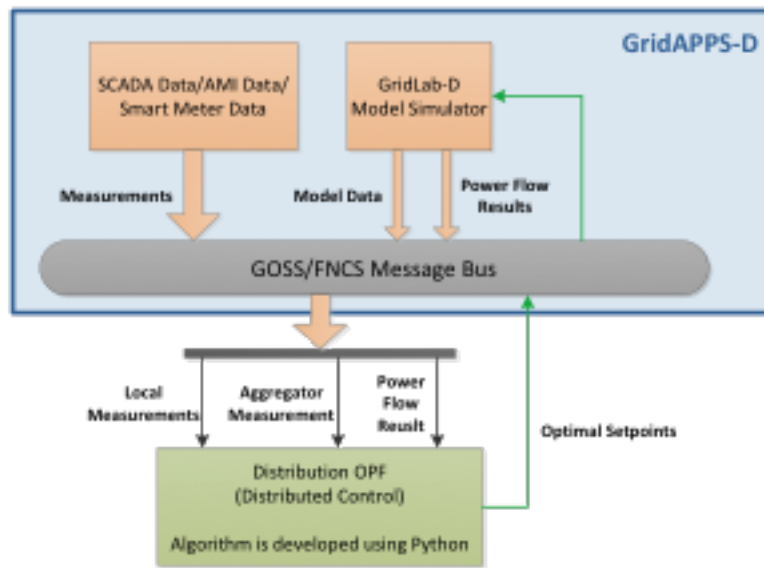 GridAPPS-D
SCADA Data/AMI Data/
Smart Meter Data
GridLab-D
Model Simulator
Measurements
Model Data
Power Flow
Results
GOSS/FNCS Message Bus
Local
Measurements
Aggregator
Measurement
Power
Flow
Reuslt
Optimal Setpoints
Distribution OPF
(Distributed Control)
Algorithm is developed using Python